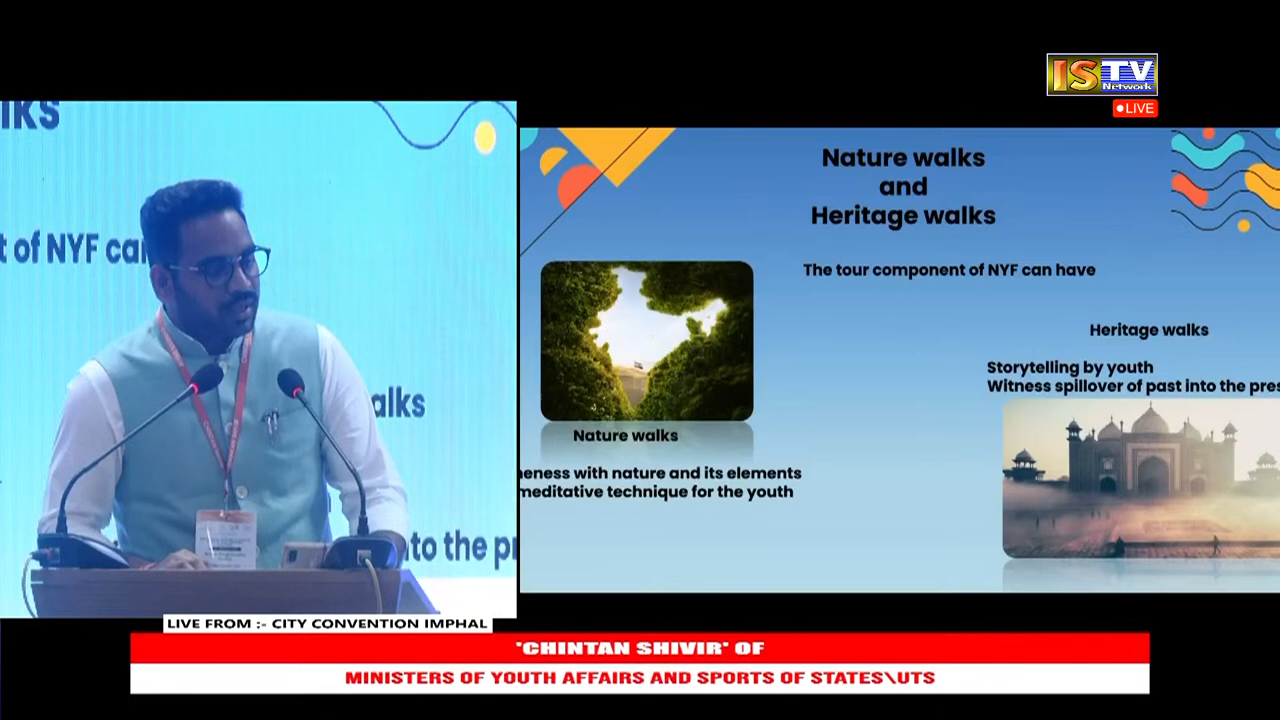 IS TV
Network
LIVE
lks
t of NYF ca
alks
to the p
Nature walks
and
Heritage walks
The tour component of NYF can have
Heritage walks
Storytelling by youth
Witness spillover of past into the pres
Nature walks
eness with nature and its elements
meditative technique for the youth
LIVE FROM :- CITY CONVENTION IMPHAL
'CHINTAN SHIVIR' OF
MINISTERS OF YOUTH AFFAIRS AND SPORTS OF STATES\UTS